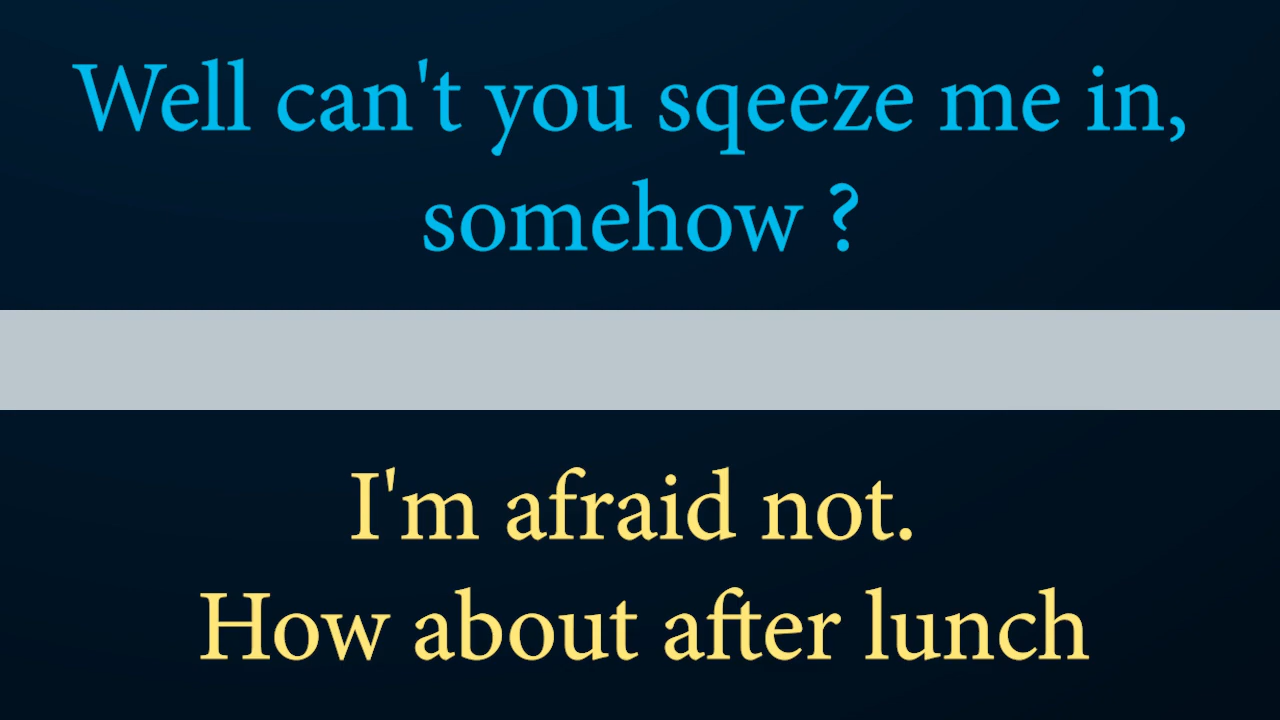 Well can't you sqeeze me in,
somehow ?
I'm afraid not.
How about after lunch